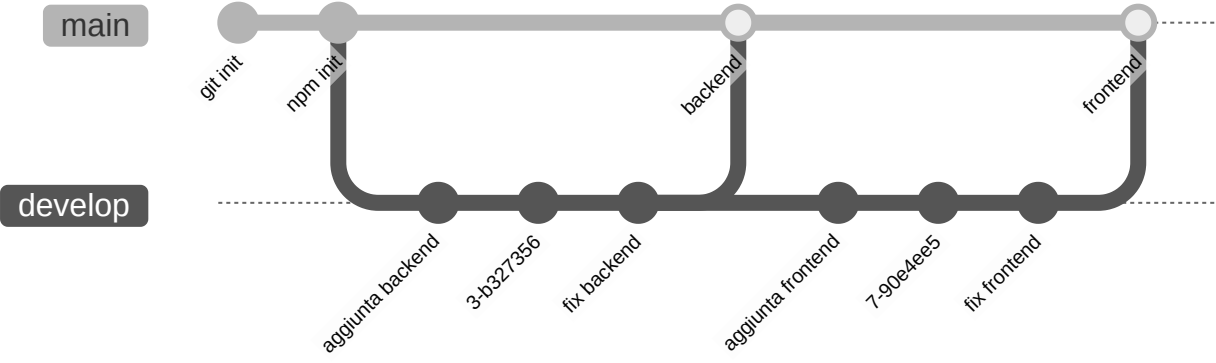 main
git init
npm init
backend
frontend
develop
aggiunta backend
3-b327356
fix backend
aggiunta frontend
7-90e4ee5
fix frontend